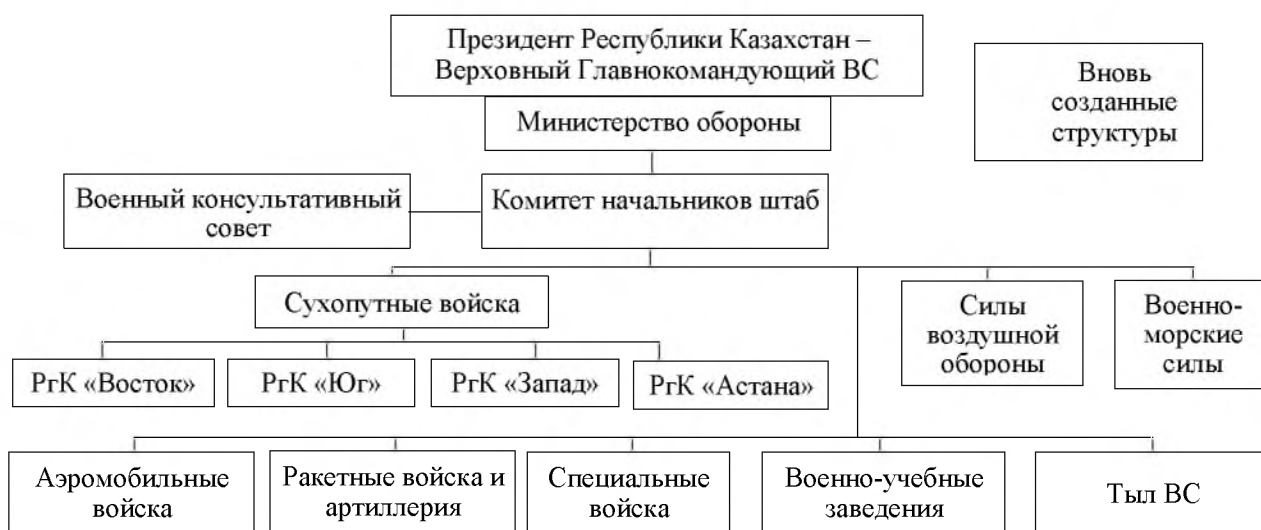 Президент Республики Казахстан –
Верховный Главнокомандующий ВС
Вновь
созданные
структуры
Министерство обороны
Военный консультативный
совет
Комитет начальников штаб
Сухопутные войска
Силы
воздушной
обороны
Военно-
морские
силы
РгК «Восток»
РгК «Юг»
РгК «Запад»
РгК «Астана»
Аэромобильные
войска
Ракетные войска и
артиллерия
Специальные
войска
Военно-учебные
заведения
Тыл ВС